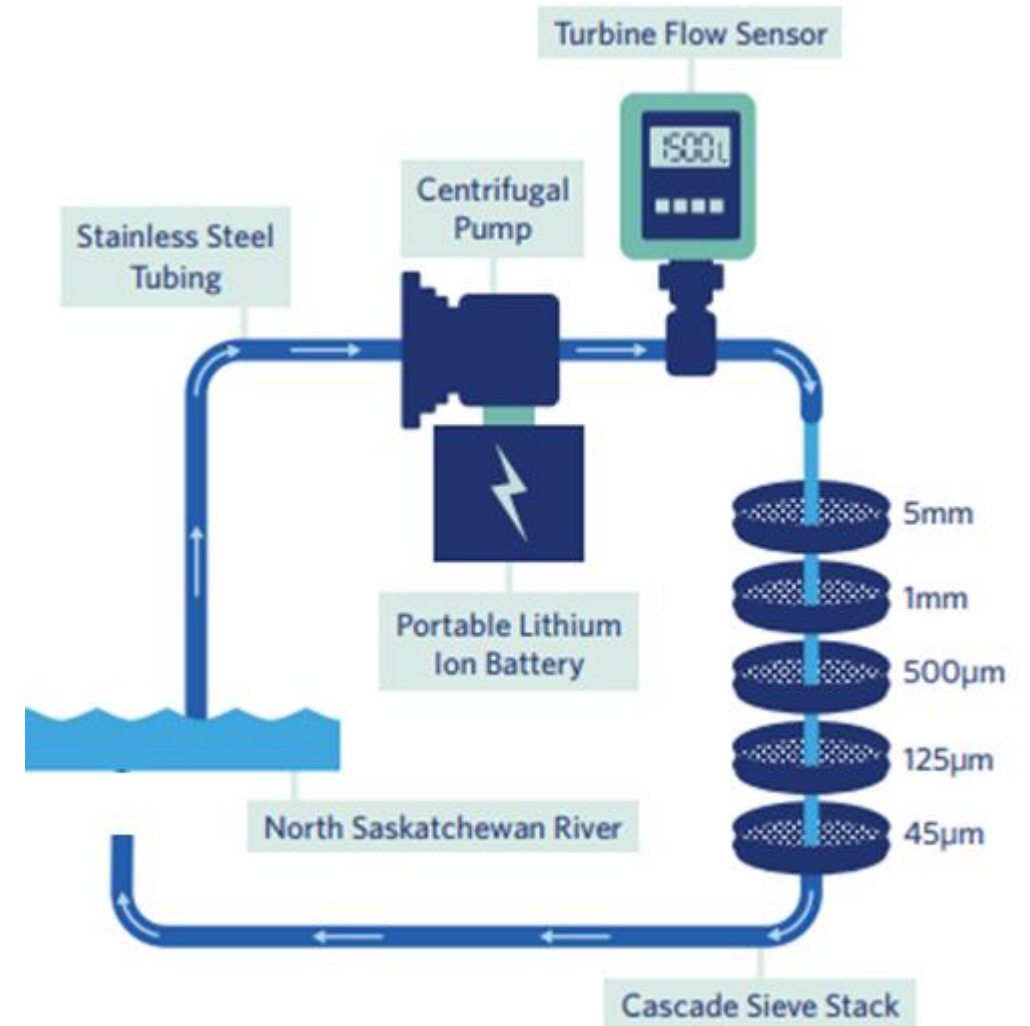 Turbine Flow Sensor
1500L
Centrifugal
Pump
Stainless Steel
Tubing
5mm
1mm
500µm
125µm
45µm
Portable Lithium
Ion Battery
North Saskatchewan River
Cascade Sieve Stack